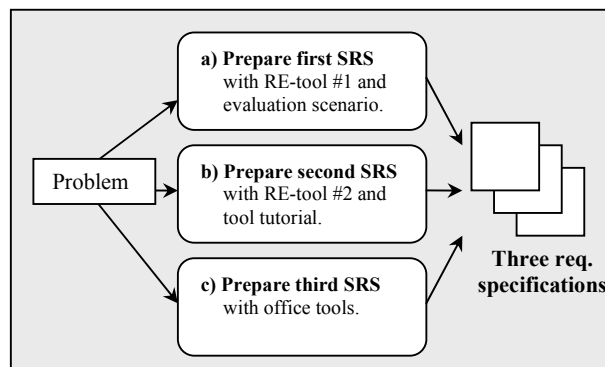 a) Prepare first SRS
with RE-tool #1 and
evaluation scenario.
Problem
b) Prepare second SRS
with RE-tool #2 and
tool tutorial.
c) Prepare third SRS
with office tools.
Three req.
specifications